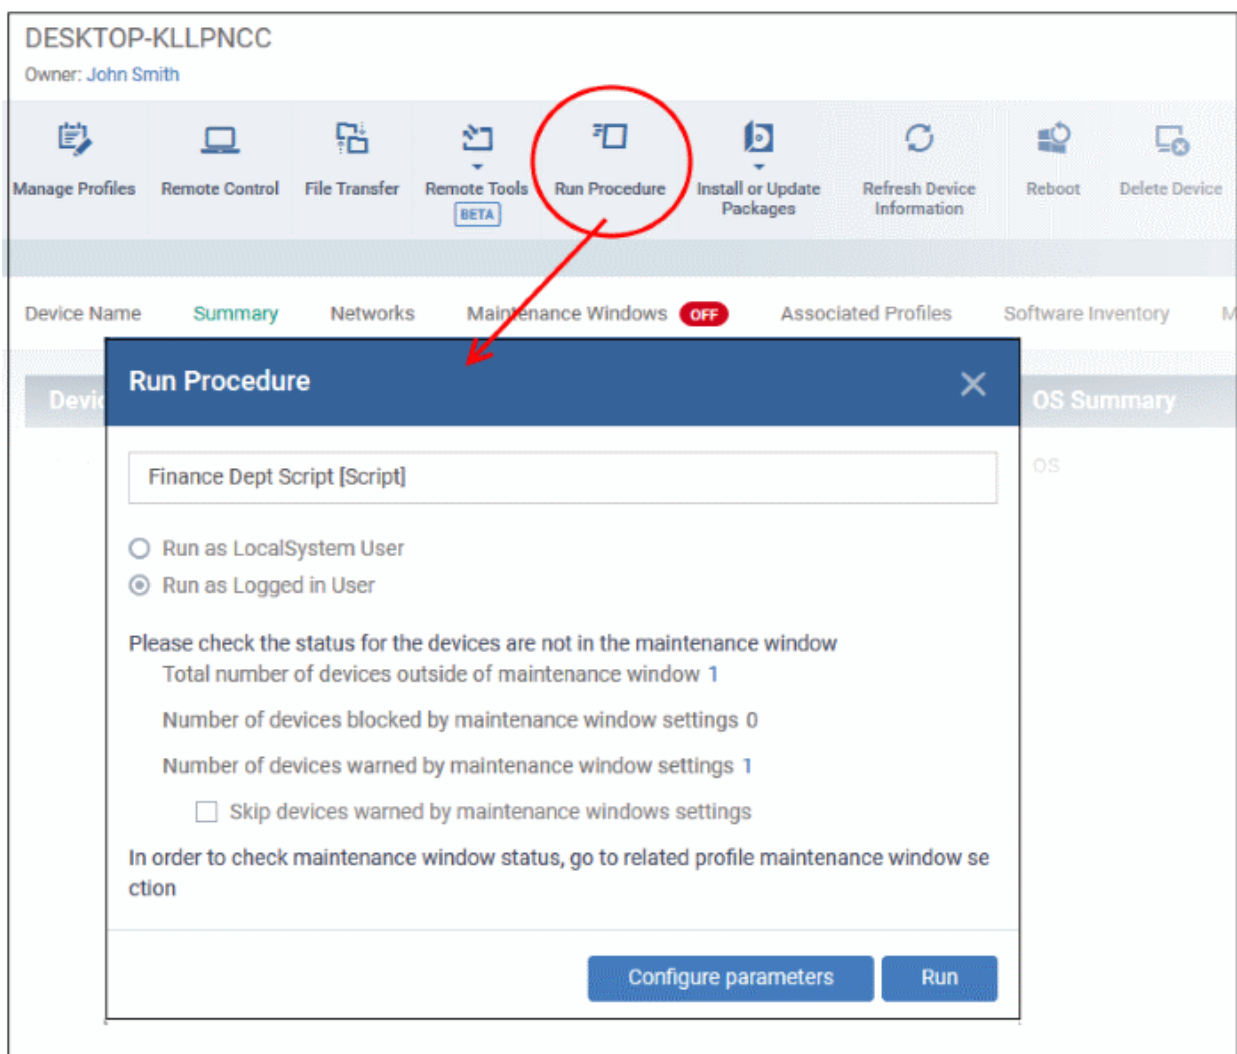 DESKTOP-KLLPNCC
Owner: John Smith
Manage Profiles
Remote Control
File Transfer
Remote Tools
BETA
Run Procedure
Install or Update
Packages
Refresh Device
Information
Reboot
Delete Device
Device Name
Summary
Networks
Maintenance Windows OFF
Associated Profiles
Software Inventory
M
Devic
OS Summary
OS
Run Procedure
Finance Dept Script [Script]
Run as LocalSystem User
Run as Logged in User
Please check the status for the devices are not in the maintenance window
Total number of devices outside of maintenance window 1
Number of devices blocked by maintenance window settings 0
Number of devices warned by maintenance window settings 1
Skip devices warned by maintenance windows settings
In order to check maintenance window status, go to related profile maintenance window se
ction
Configure parameters
Run